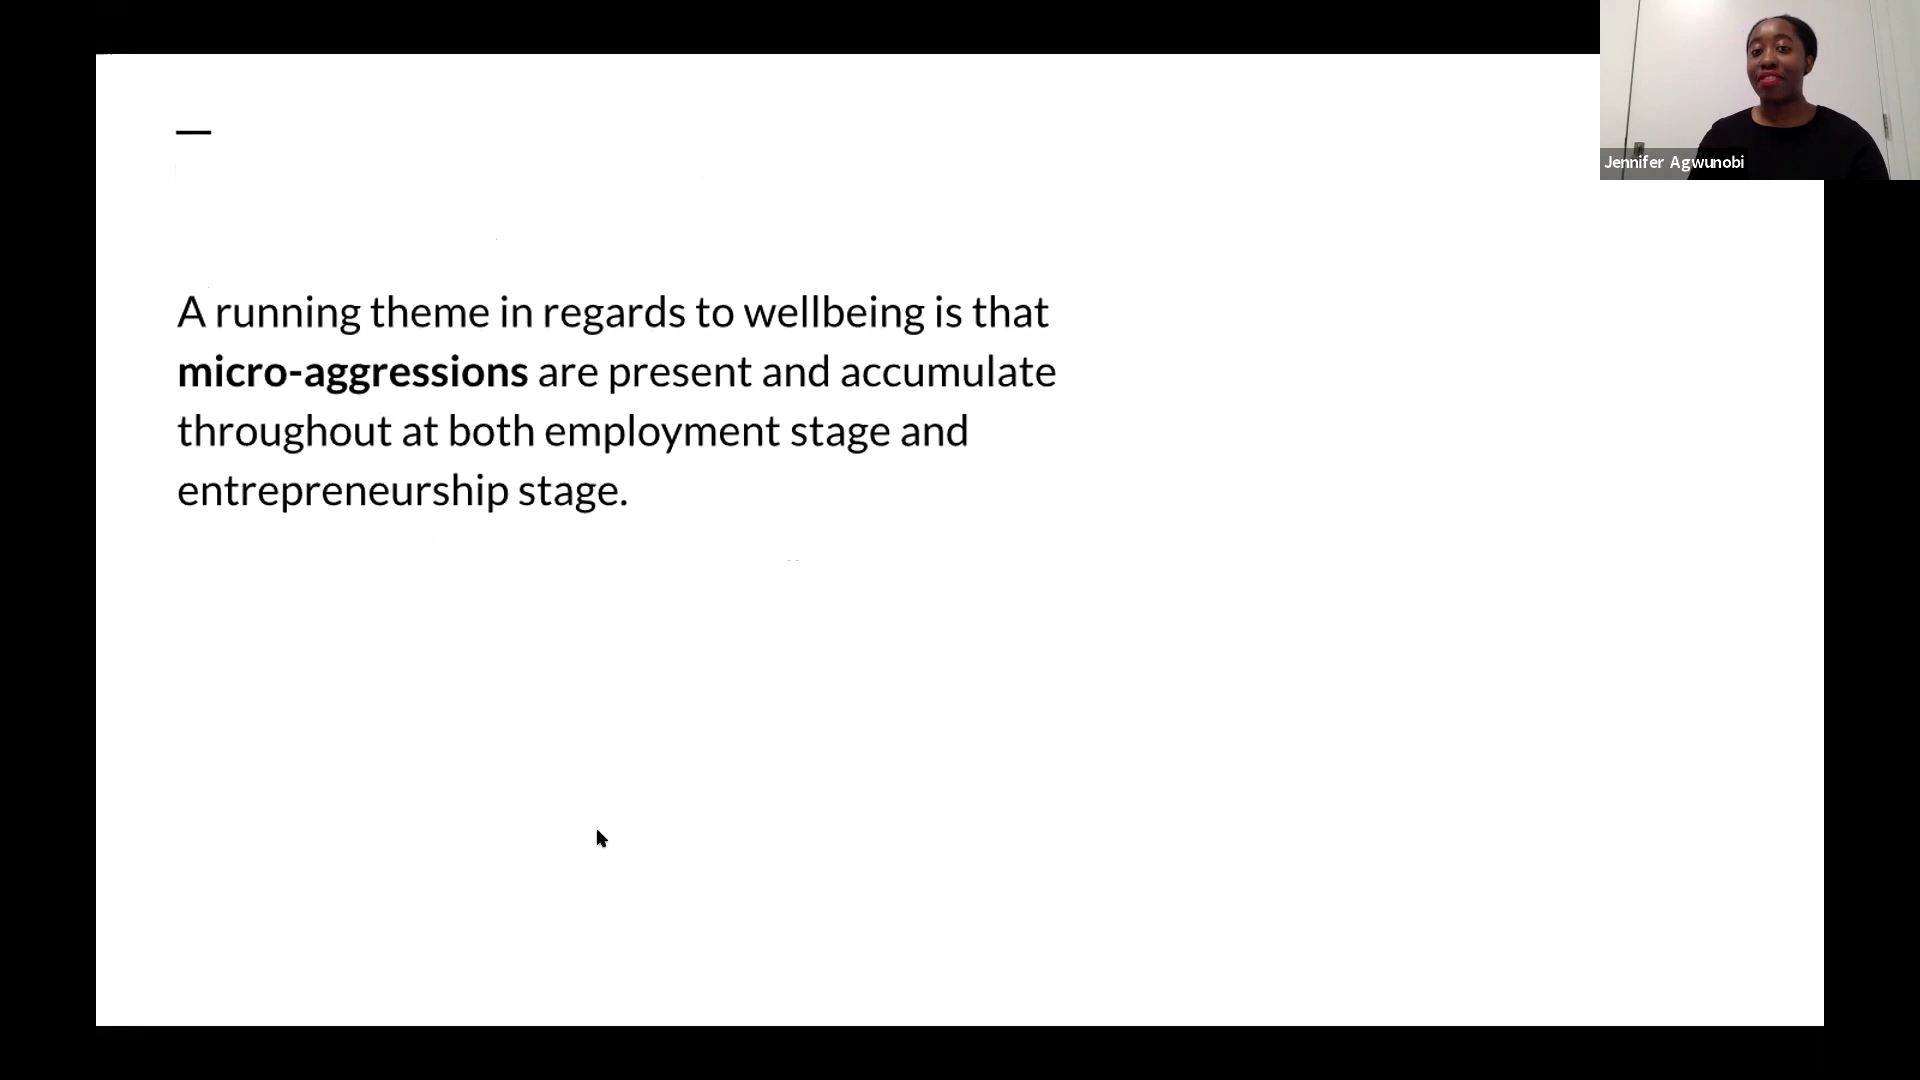 Jennifer Agwunobi
A running theme in regards to wellbeing is that
micro-aggressions are present and accumulate
throughout at both employment stage and
entrepreneurship stage.